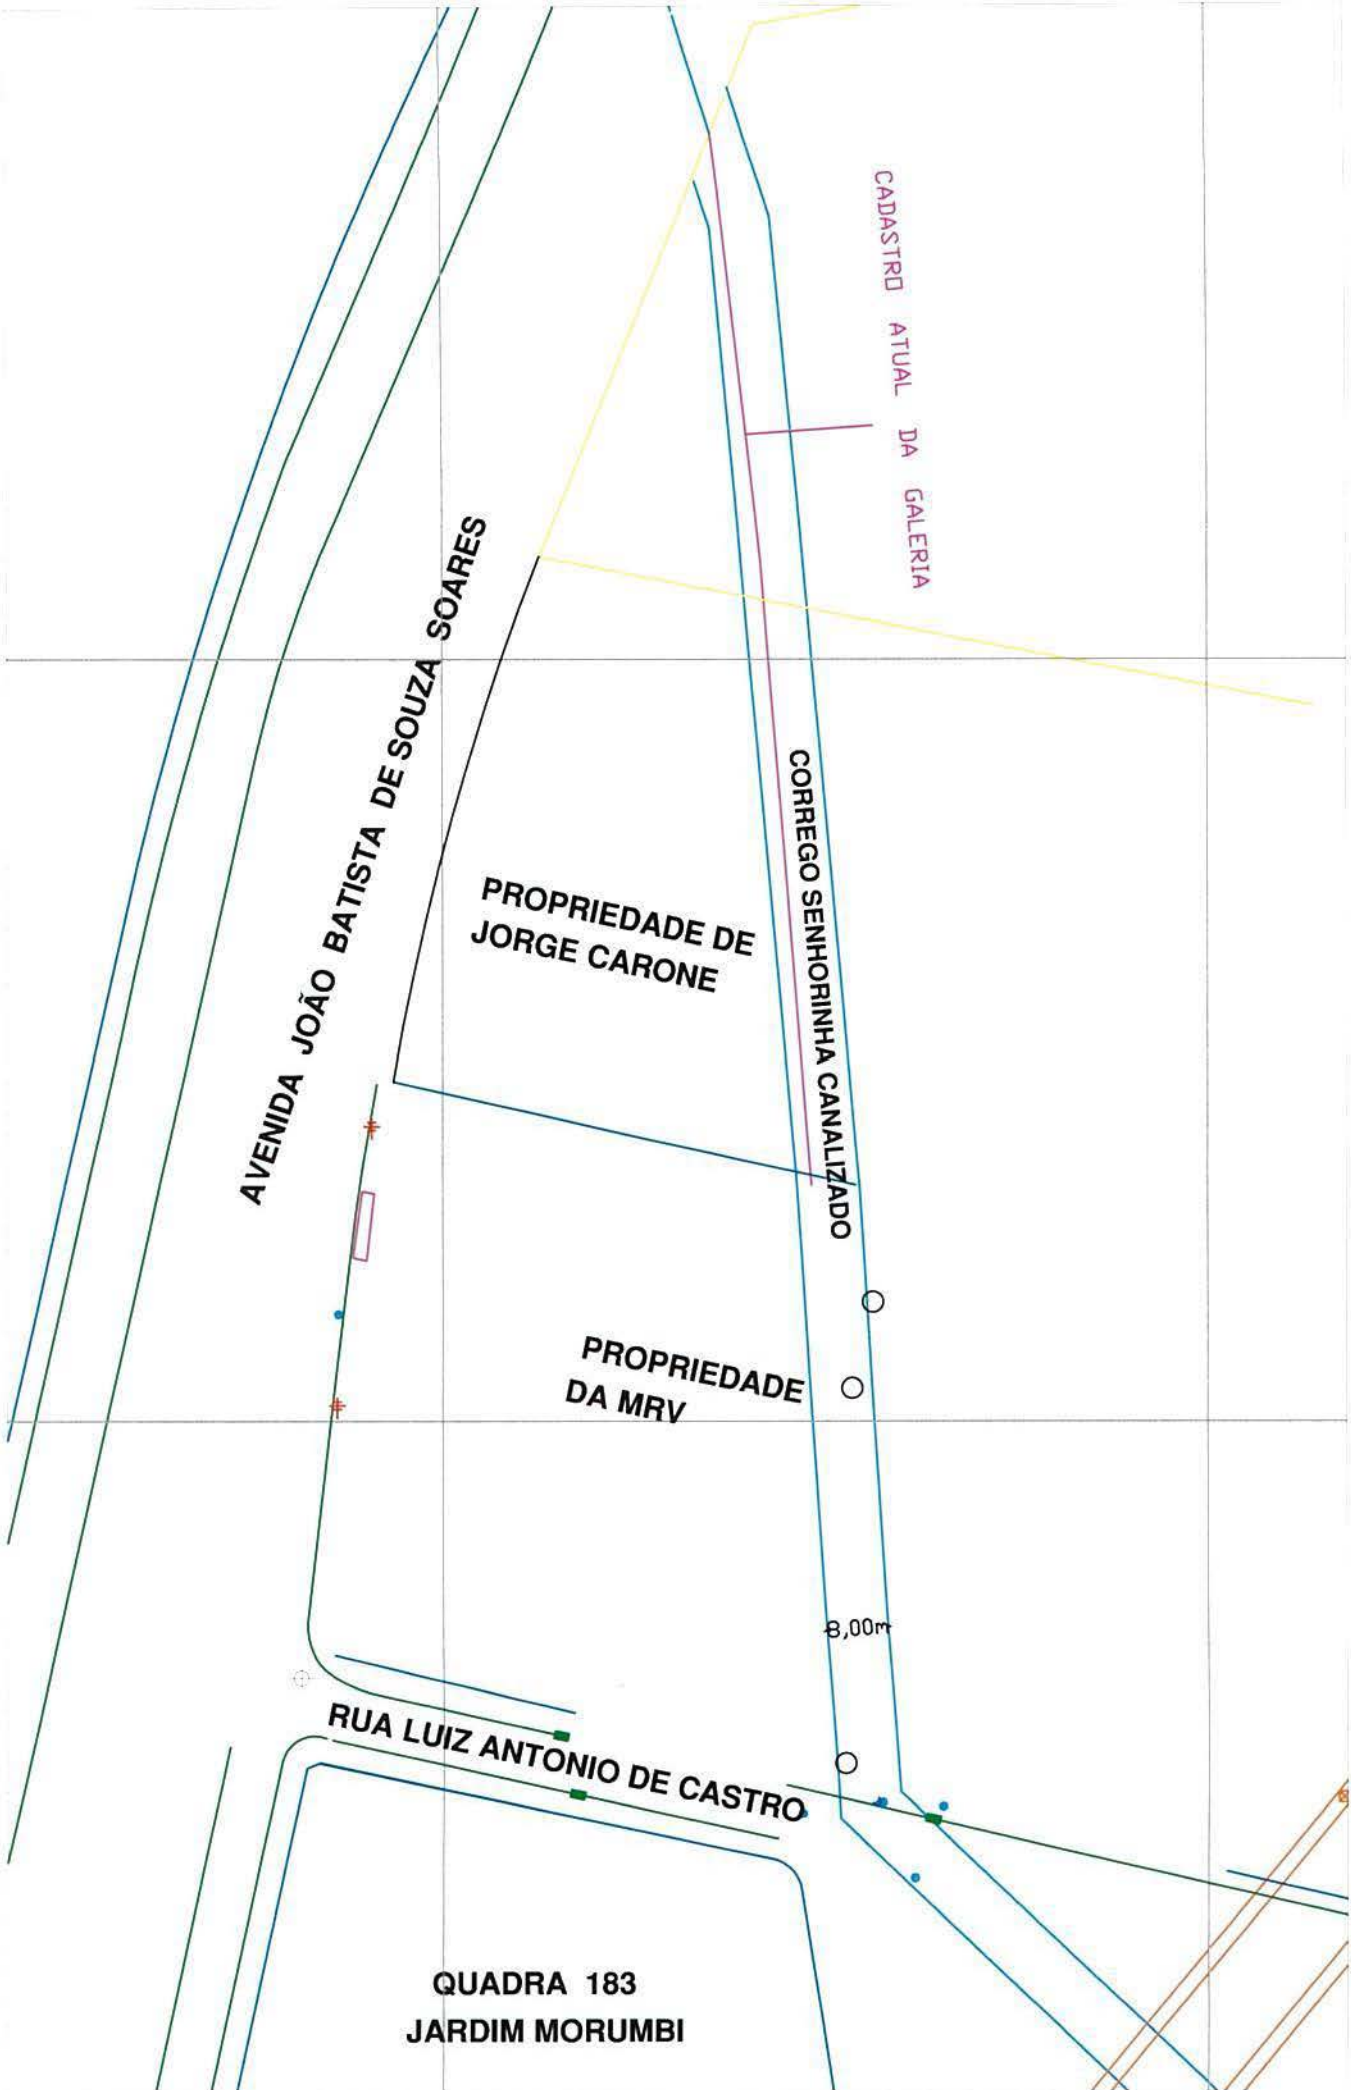 CADASTRO ATUAL DA GALERIA
AVENIDA JOÃO BATISTA DE SOUZA SOARES
CORREGO SENHORINHA CANALIZADO
PROPRIEDADE DE
JORGE CARONE
PROPRIEDADE
DA MRV
8,00m
RUA LUIZ ANTONIO DE CASTRO
QUADRA 183
JARDIM MORUMBI